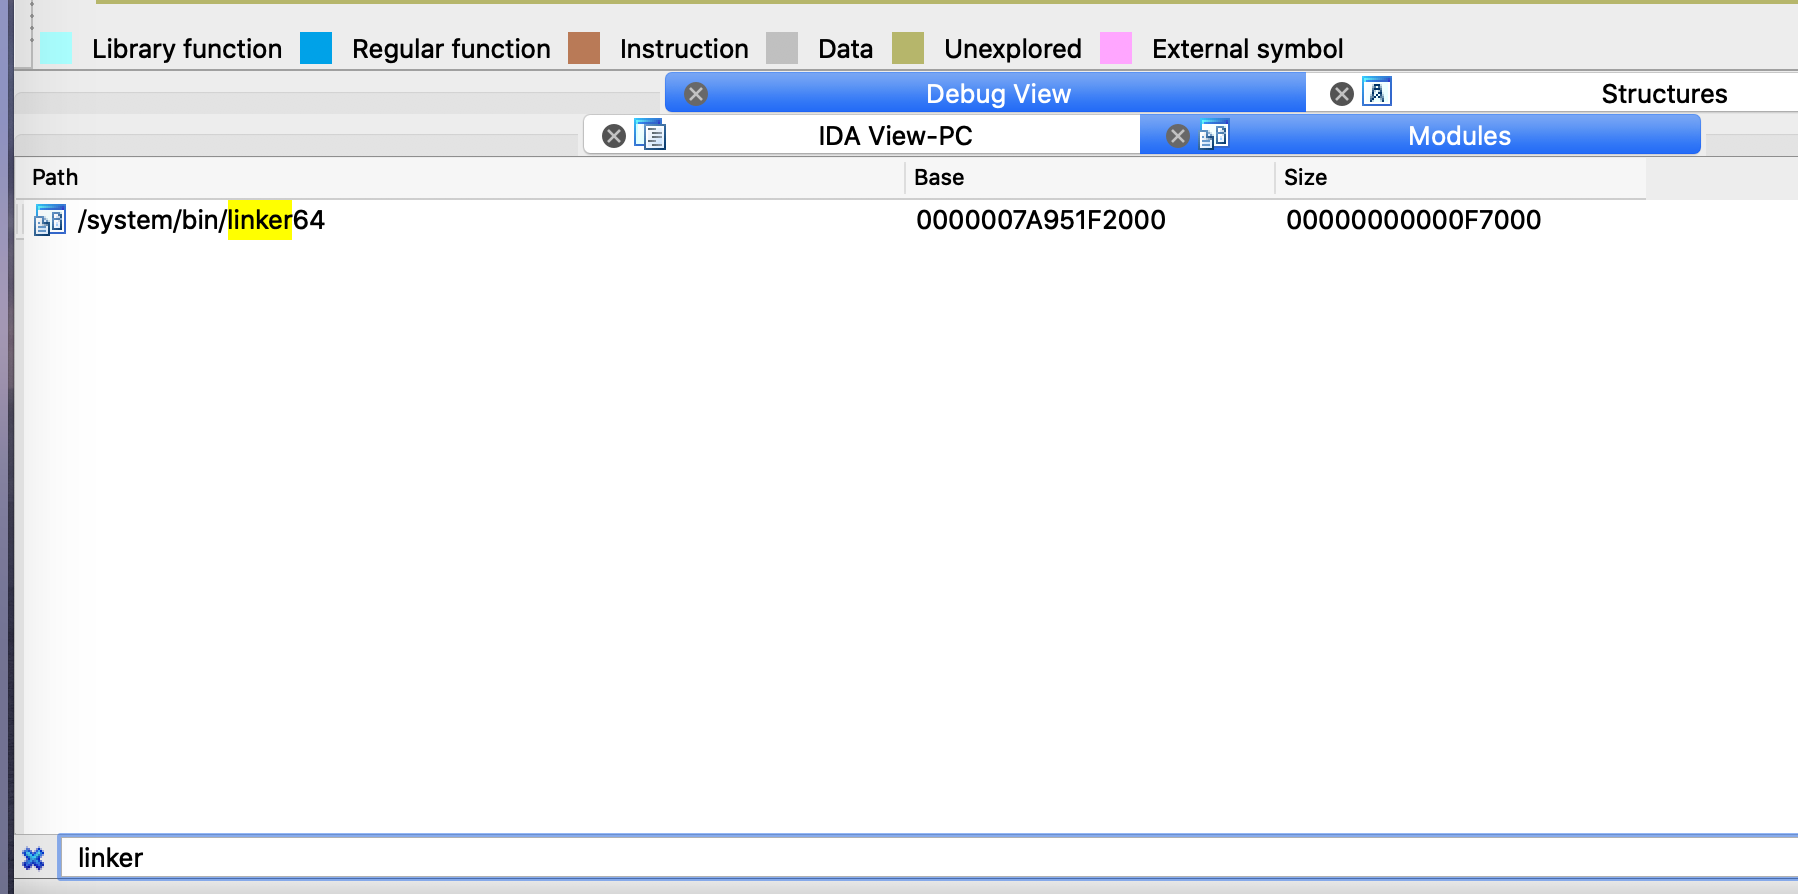 Library function Regular function Instruction Data Unexplored External symbol
Debug View Structures
IDA View-PC Modules
Path Base Size
/system/bin/linker64 0000007A951F2000 00000000000F7000
linker